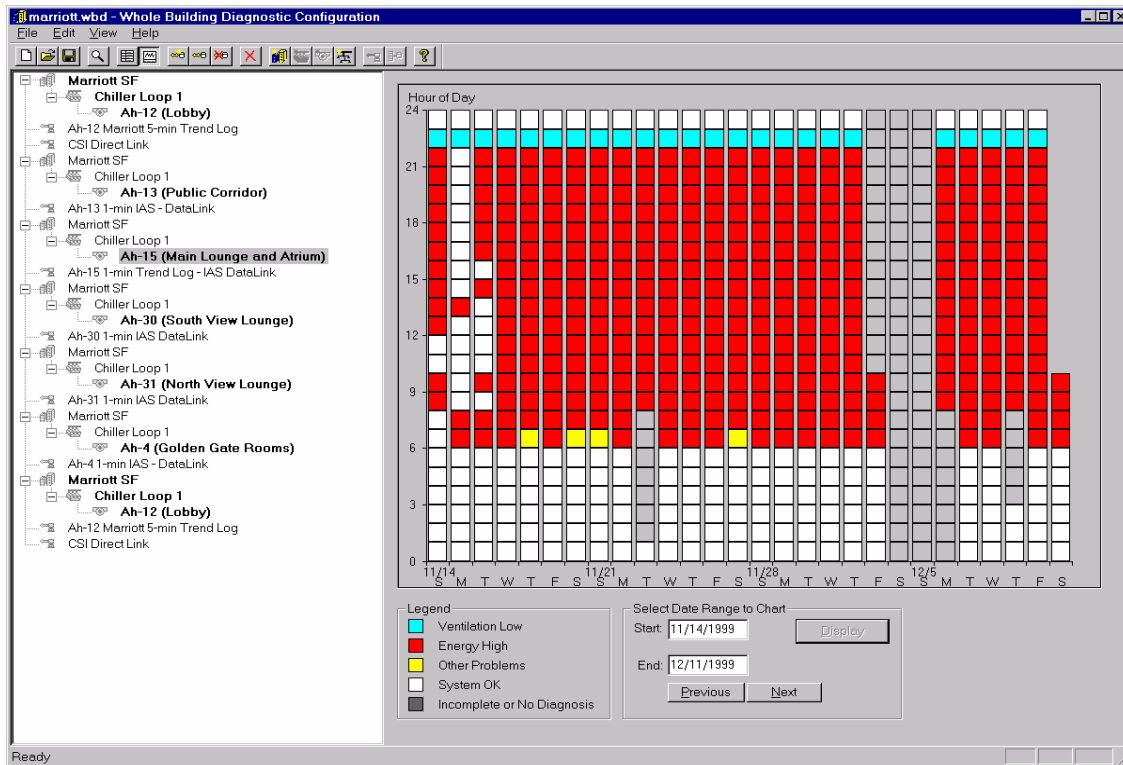 marriott.wbd - Whole Building Diagnostic Configuration
File Edit View Help
Marriott SF
Chiller Loop 1
Ah-12 (Lobby)
Ah-12 Marriott 5-min Trend Log
CSI Direct Link
Marriott SF
Chiller Loop 1
Ah-13 (Public Corridor)
Ah-13 1-min IAS - DataLink
Marriott SF
Chiller Loop 1
Ah-15 (Main Lounge and Atrium)
Ah-15 1-min Trend Log - IAS DataLink
Marriott SF
Chiller Loop 1
Ah-30 (South View Lounge)
Ah-30 1-min IAS DataLink
Marriott SF
Chiller Loop 1
Ah-31 (North View Lounge)
Ah-31 1-min IAS DataLink
Marriott SF
Chiller Loop 1
Ah-4 (Golden Gate Rooms)
Ah-4 1-min IAS - DataLink
Marriott SF
Chiller Loop 1
Ah-12 (Lobby)
Ah-12 Marriott 5-min Trend Log
CSI Direct Link
Hour of Day
24
21
18
15
12
9
6
3
0
11/14 11/21 11/28 12/5
S M T W T F S S M T W T F S S M T W T F S S M T W T F S
Legend
Ventilation Low
Energy High
Other Problems
System OK
Incomplete or No Diagnosis
Select Date Range to Chart
Start: 11/14/1999
Display
End: 12/11/1999
Previous Next
Ready